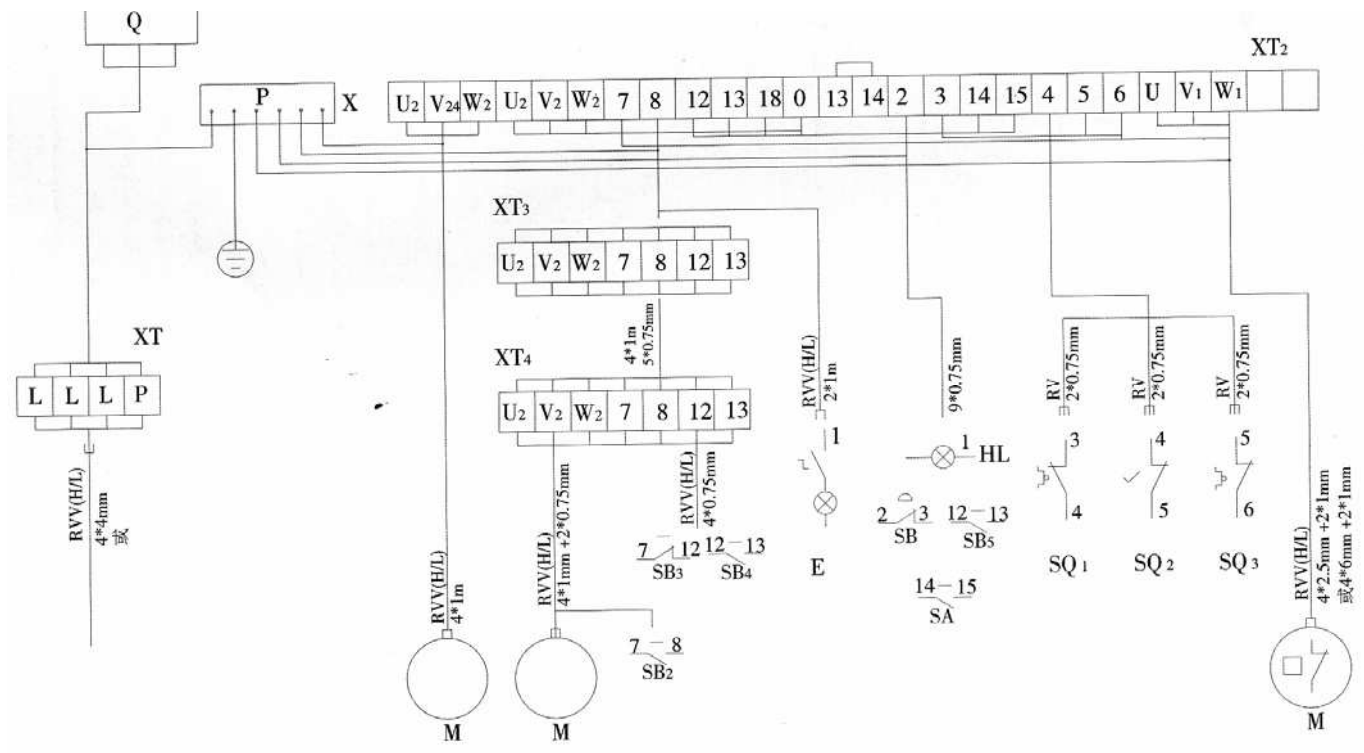 Q
XT2
P X
U2 V24 W2 U2 V2 W2 7 8 12 13 18 0 13 14 2 3 14 15 4 5 6 U V1 W1
XT3
U2 V2 W2 7 8 12 13
4*1m
5*0.75mm
XT
L L L P
RVV(H/L)
4*4mm
或
XT4
U2 V2 W2 7 8 12 13
RVV(H/L)
4*1m
M
RVV(H/L)
4*1mm +2*0.75mm
M
7 — 8
SB2
RVV(H/L)
4*0.75mm
7 — 12
SB3
12 — 13
SB4
RVV(H/L)
2*1m
1
E
9*0.75mm
1 HL
2 3
SB
12 — 13
SB5
14 — 15
SA
RV
2*0.75mm
3
4
SQ1
RV
2*0.75mm
4
5
SQ2
RV
2*0.75mm
5
6
SQ3
RVV(H/L)
4*2.5mm +2*1mm
或4*6mm +2*1mm
M